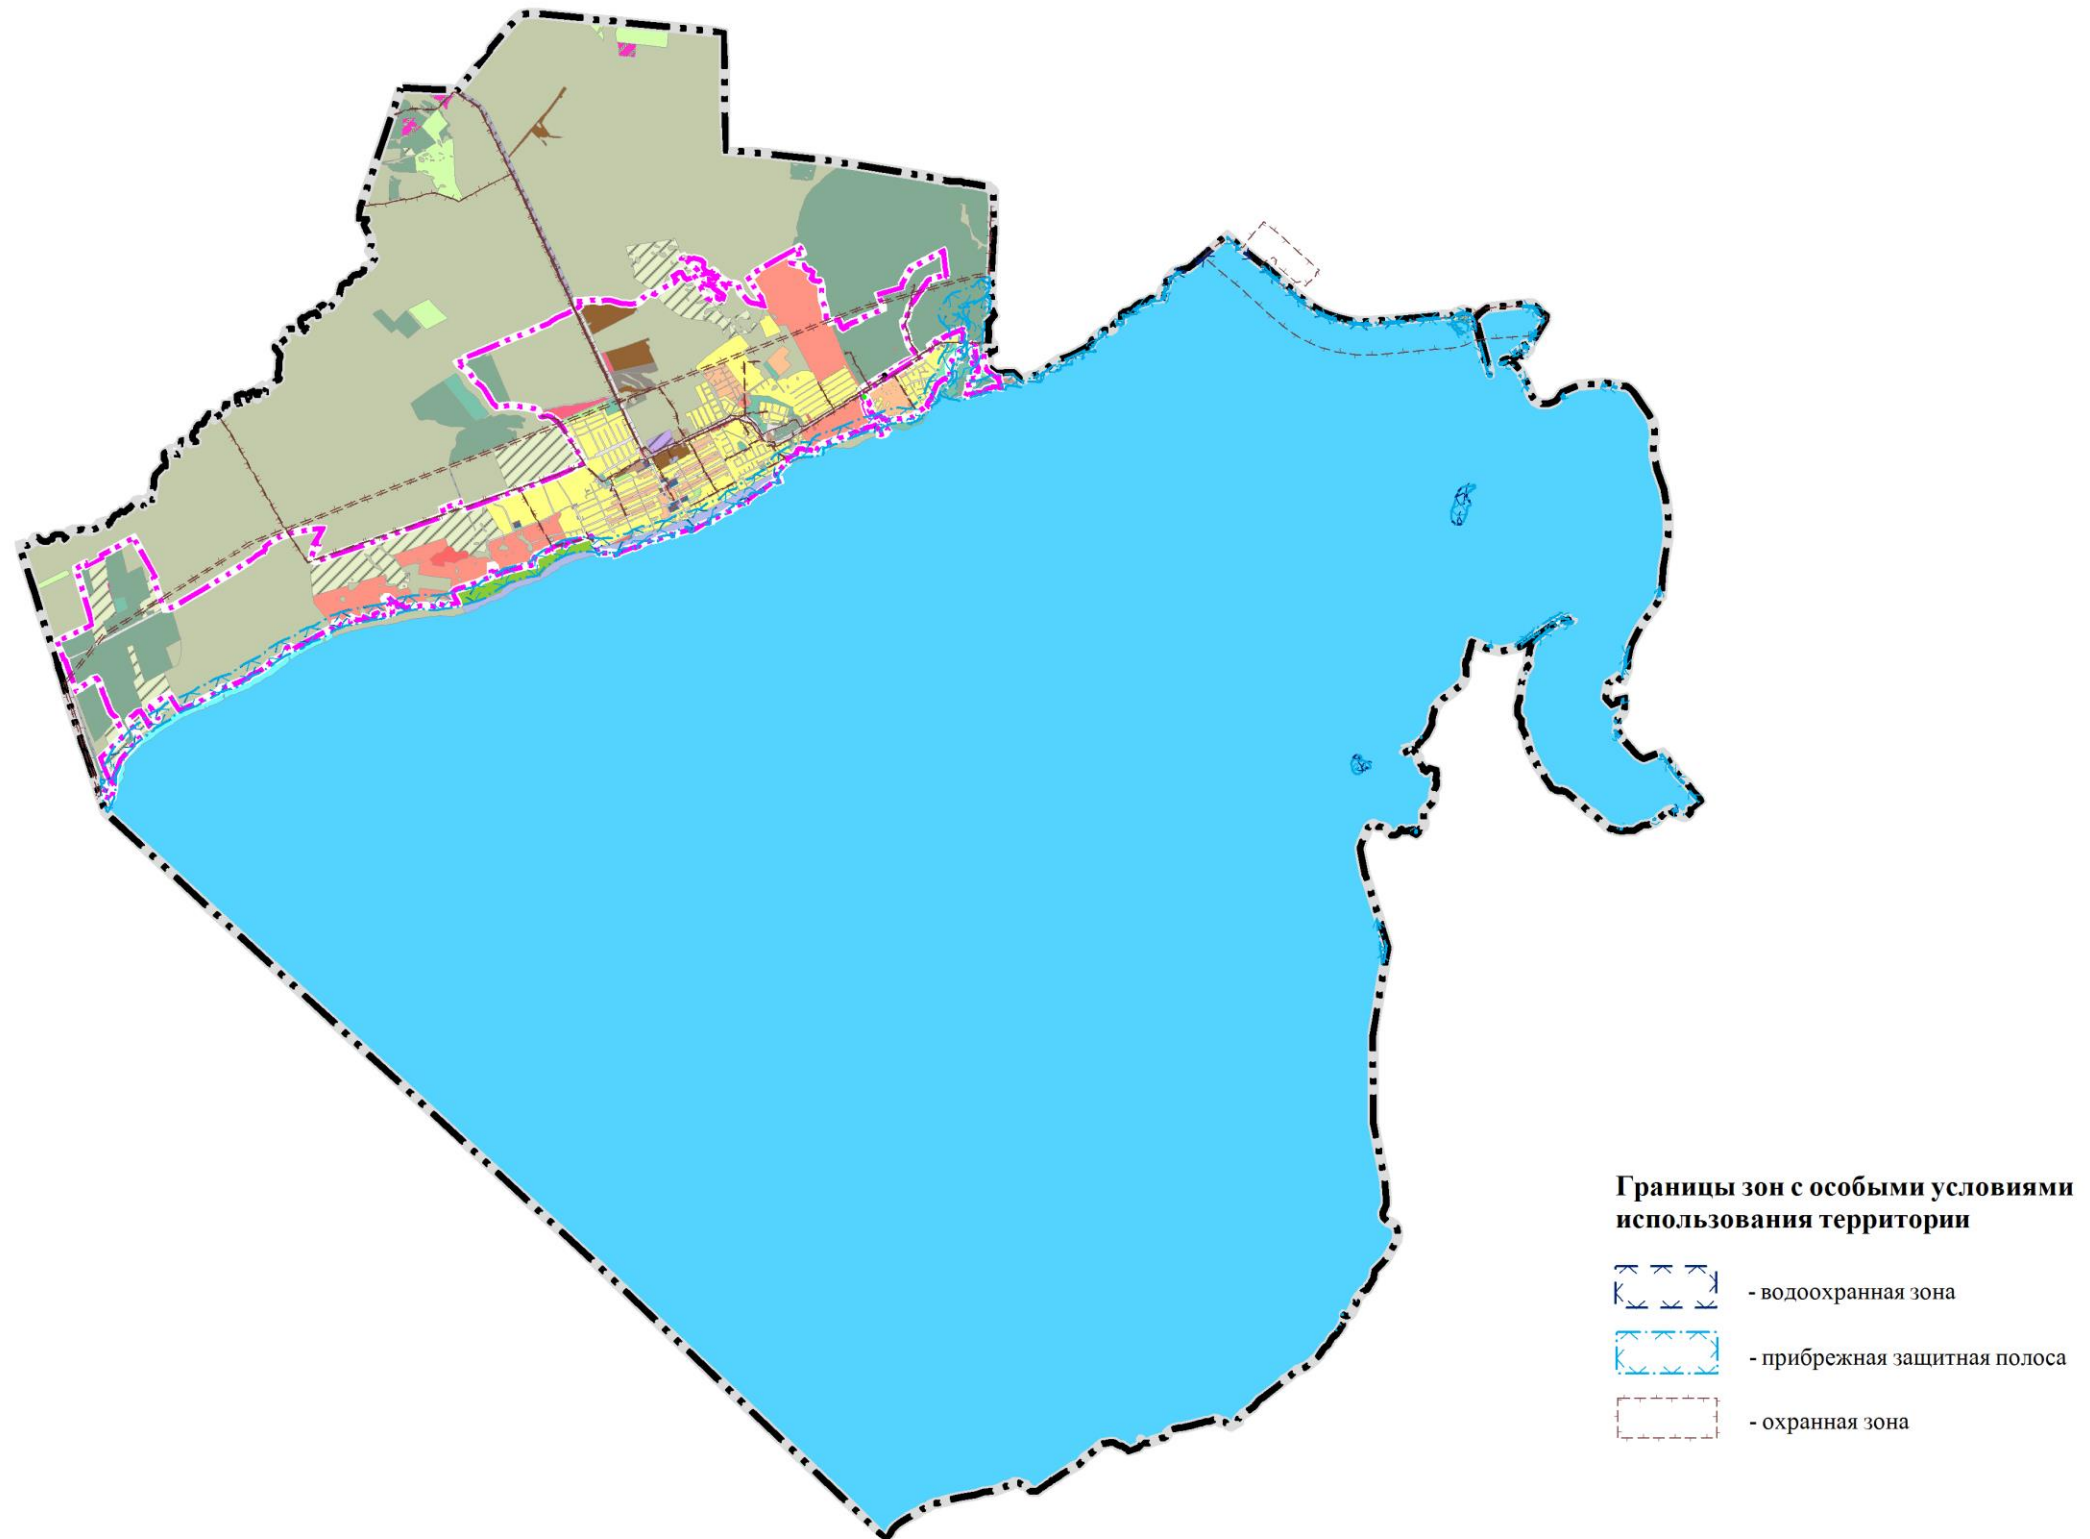 Границы зон с особыми условиями
использования территории
- водоохранная зона
- прибрежная защитная полоса
- охранная зона